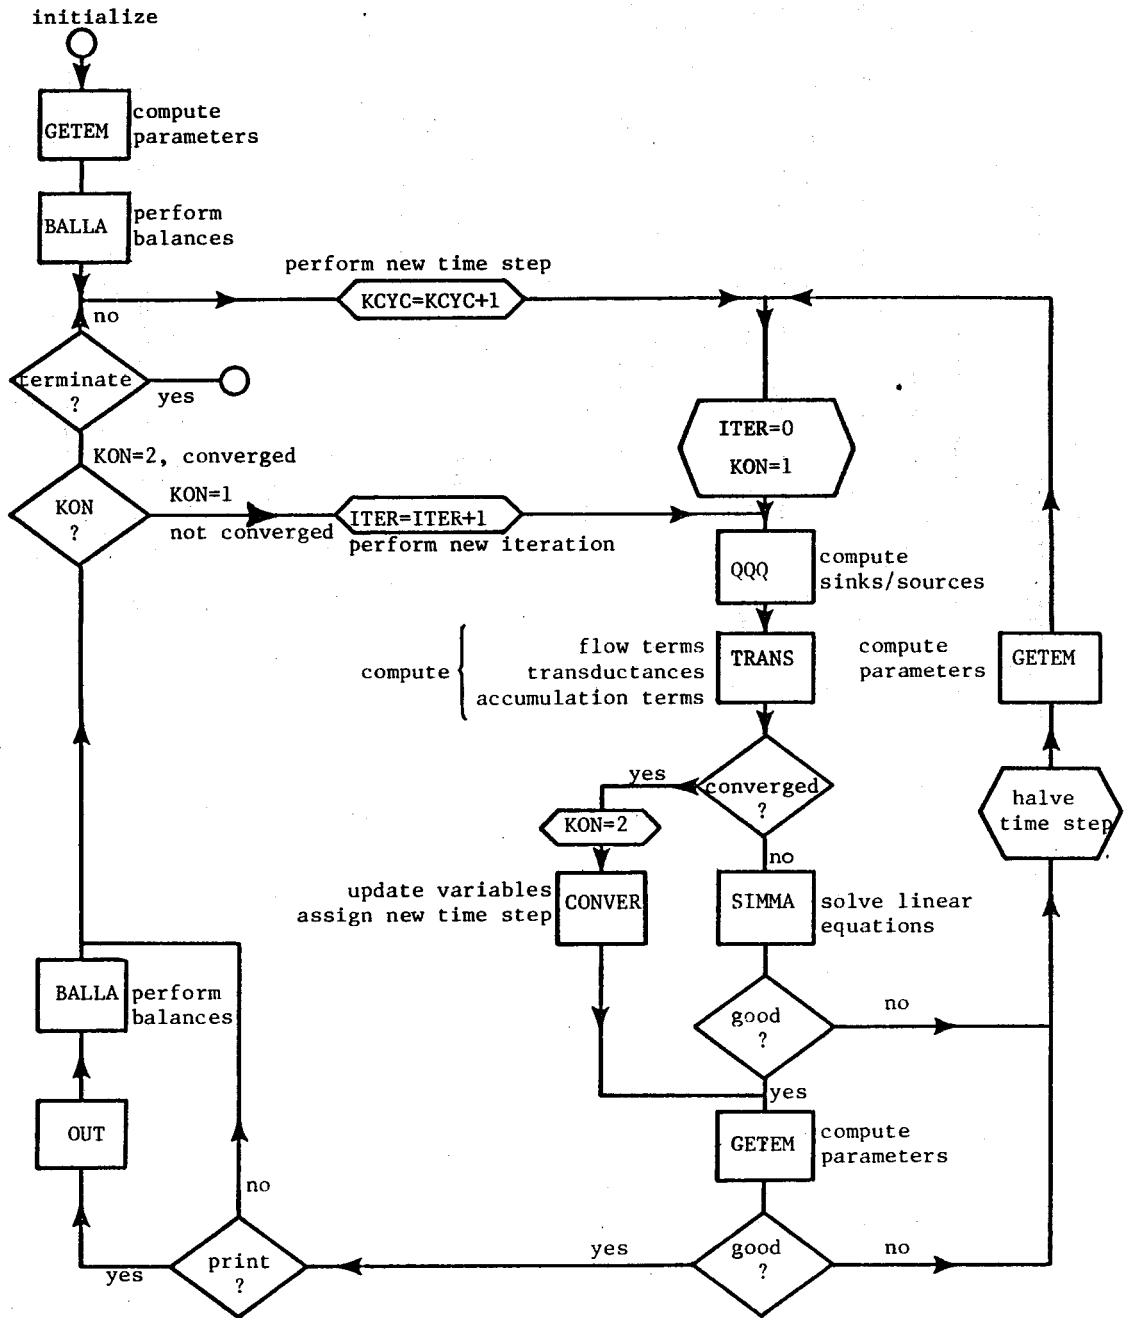 initialize
GETEM
compute
parameters
BALLA
perform
balances
perform new time step
KCYC=KCYC+1
no
terminate
?
yes
ITER=0
KON=1
KON=2, converged
KON
?
KON=1
not converged
ITER=ITER+1
perform new iteration
QQQ
compute
sinks/sources
compute
flow terms
transductances
accumulation terms
TRANS
compute
parameters
GETEM
converged
?
yes
no
KON=2
halve
time step
update variables
assign new time step
CONVER
SIMMA
solve linear
equations
BALLA
perform
balances
good
?
no
yes
OUT
GETEM
compute
parameters
no
print
?
yes
yes
good
?
no